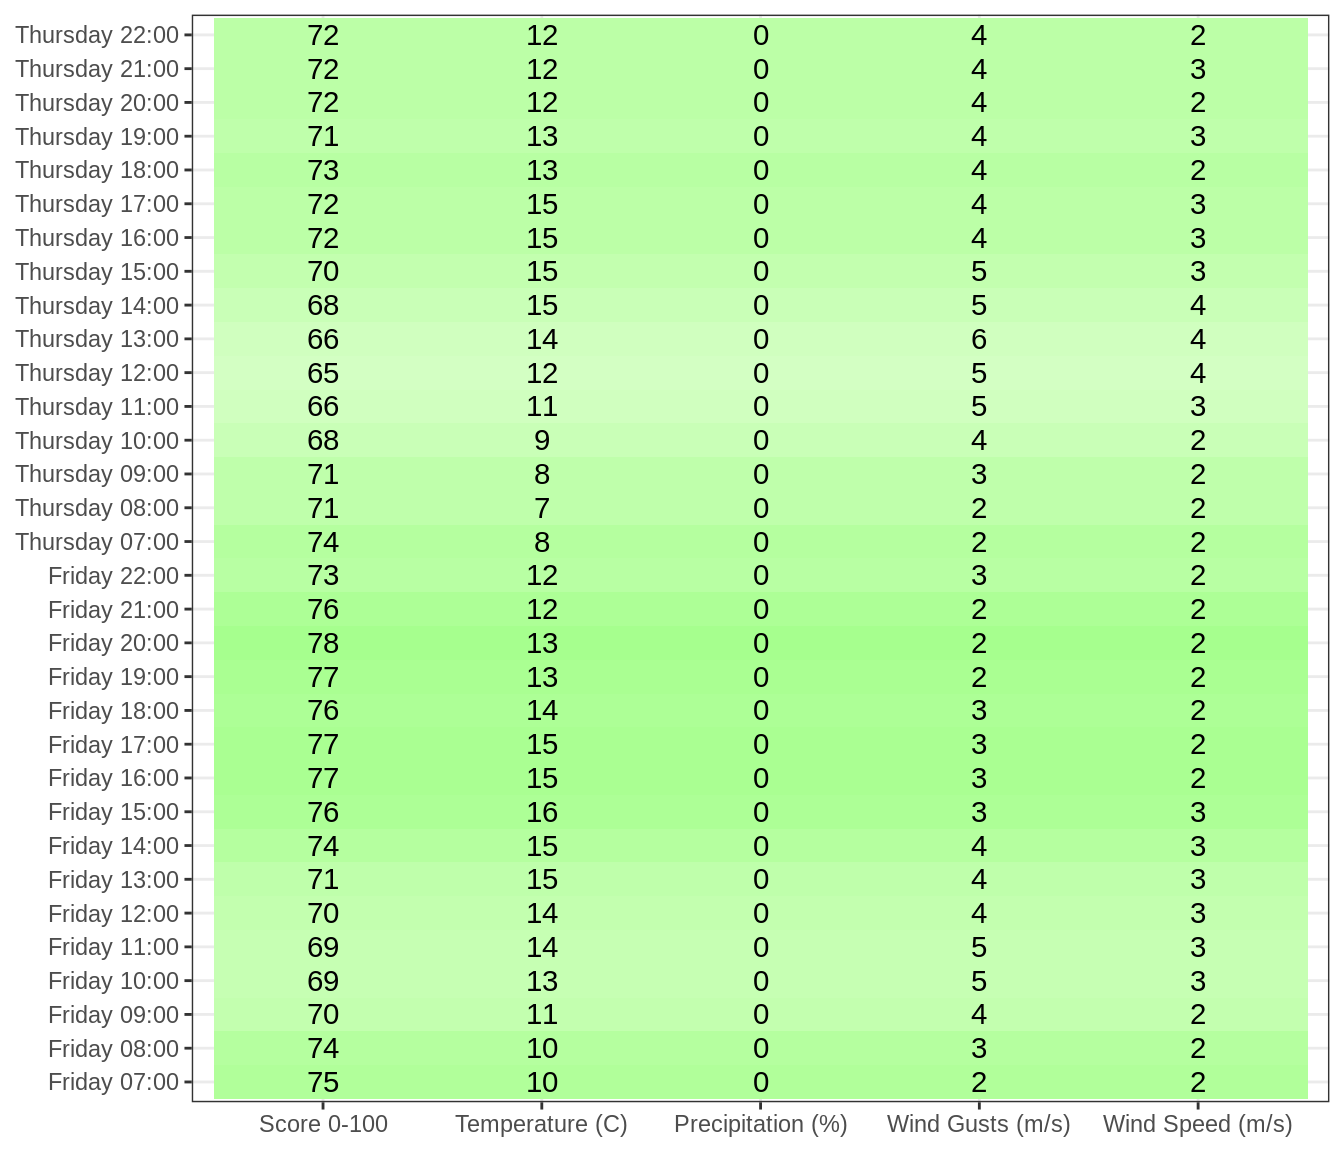 Thursday 22:00 72 12 0 4 2
Thursday 21:00 72 12 0 4 3
Thursday 20:00 72 12 0 4 2
Thursday 19:00 71 13 0 4 3
Thursday 18:00 73 13 0 4 2
Thursday 17:00 72 15 0 4 3
Thursday 16:00 72 15 0 4 3
Thursday 15:00 70 15 0 5 3
Thursday 14:00 68 15 0 5 4
Thursday 13:00 66 14 0 6 4
Thursday 12:00 65 12 0 5 4
Thursday 11:00 66 11 0 5 3
Thursday 10:00 68 9 0 4 2
Thursday 09:00 71 8 0 3 2
Thursday 08:00 71 7 0 2 2
Thursday 07:00 74 8 0 2 2
Friday 22:00 73 12 0 3 2
Friday 21:00 76 12 0 2 2
Friday 20:00 78 13 0 2 2
Friday 19:00 77 13 0 2 2
Friday 18:00 76 14 0 3 2
Friday 17:00 77 15 0 3 2
Friday 16:00 77 15 0 3 2
Friday 15:00 76 16 0 3 3
Friday 14:00 74 15 0 4 3
Friday 13:00 71 15 0 4 3
Friday 12:00 70 14 0 4 3
Friday 11:00 69 14 0 5 3
Friday 10:00 69 13 0 5 3
Friday 09:00 70 11 0 4 2
Friday 08:00 74 10 0 3 2
Friday 07:00 75 10 0 2 2
Score 0-100 Temperature (C) Precipitation (%) Wind Gusts (m/s) Wind Speed (m/s)